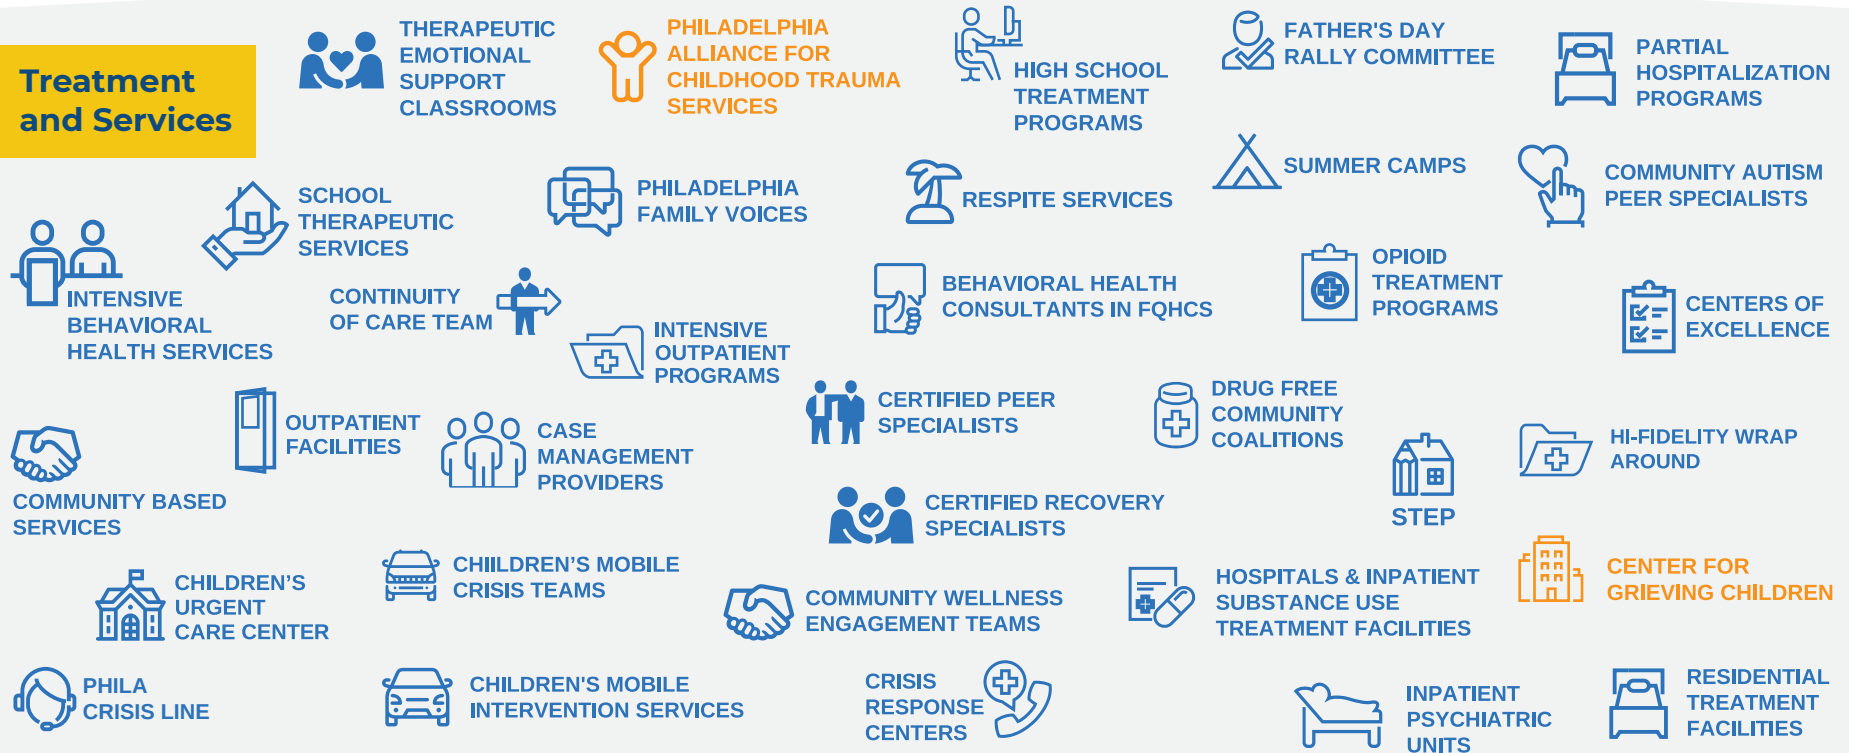 Treatment
and Services
THERAPEUTIC
EMOTIONAL
SUPPORT
CLASSROOMS
PHILADELPHIA
ALLIANCE FOR
CHILDHOOD TRAUMA
SERVICES
HIGH SCHOOL
TREATMENT
PROGRAMS
FATHER'S DAY
RALLY COMMITTEE
PARTIAL
HOSPITALIZATION
PROGRAMS
SCHOOL
THERAPEUTIC
SERVICES
PHILADELPHIA
FAMILY VOICES
RESPITE SERVICES
SUMMER CAMPS
COMMUNITY AUTISM
PEER SPECIALISTS
INTENSIVE
BEHAVIORAL
HEALTH SERVICES
CONTINUITY
OF CARE TEAM
INTENSIVE
OUTPATIENT
PROGRAMS
BEHAVIORAL HEALTH
CONSULTANTS IN FQHCS
OPIOID
TREATMENT
PROGRAMS
CENTERS OF
EXCELLENCE
OUTPATIENT
FACILITIES
CASE
MANAGEMENT
PROVIDERS
CERTIFIED PEER
SPECIALISTS
DRUG FREE
COMMUNITY
COALITIONS
HI-FIDELITY WRAP
AROUND
COMMUNITY BASED
SERVICES
CERTIFIED RECOVERY
SPECIALISTS
STEP
CHILDREN’S
URGENT
CARE CENTER
CHIILDREN’S MOBILE
CRISIS TEAMS
COMMUNITY WELLNESS
ENGAGEMENT TEAMS
HOSPITALS & INPATIENT
SUBSTANCE USE
TREATMENT FACILITIES
CENTER FOR
GRIEVING CHILDREN
PHILA
CRISIS LINE
CHILDREN'S MOBILE
INTERVENTION SERVICES
CRISIS
RESPONSE
CENTERS
INPATIENT
PSYCHIATRIC
UNITS
RESIDENTIAL
TREATMENT
FACILITIES